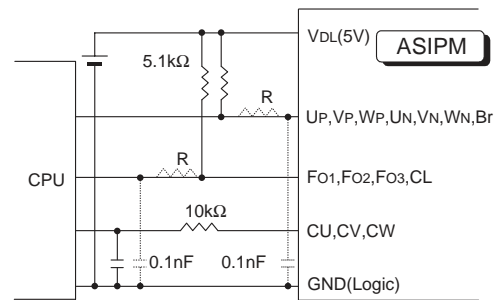 VDL(5V)
ASIPM
5.1kΩ
R
UP,VP,WP,UN,VN,WN,Br
R
CPU
FO1,FO2,FO3,CL
10kΩ
CU,CV,CW
0.1nF
0.1nF
GND(Logic)